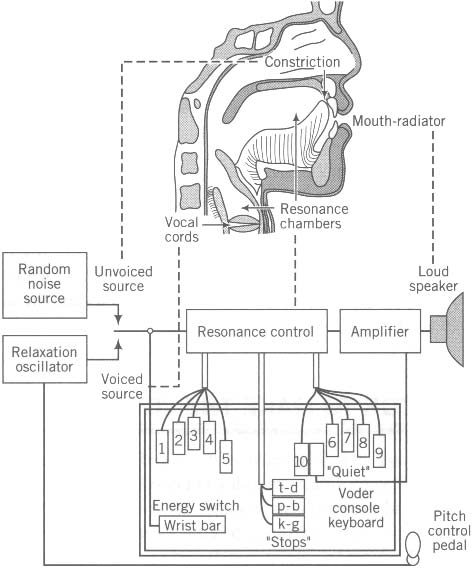 Constriction
Mouth-radiator
Vocal
cords
Resonance
chambers
Random
noise
source
Unvoiced
source
Loud
speaker
Resonance control
Amplifier
Relaxation
oscillator
Voiced
source
1
2
3
4
5
10
6
7
8
9
"Quiet"
t-d
p-b
k-g
"Stops"
Energy switch
Wrist bar
Voder
console
keyboard
Pitch
control
pedal